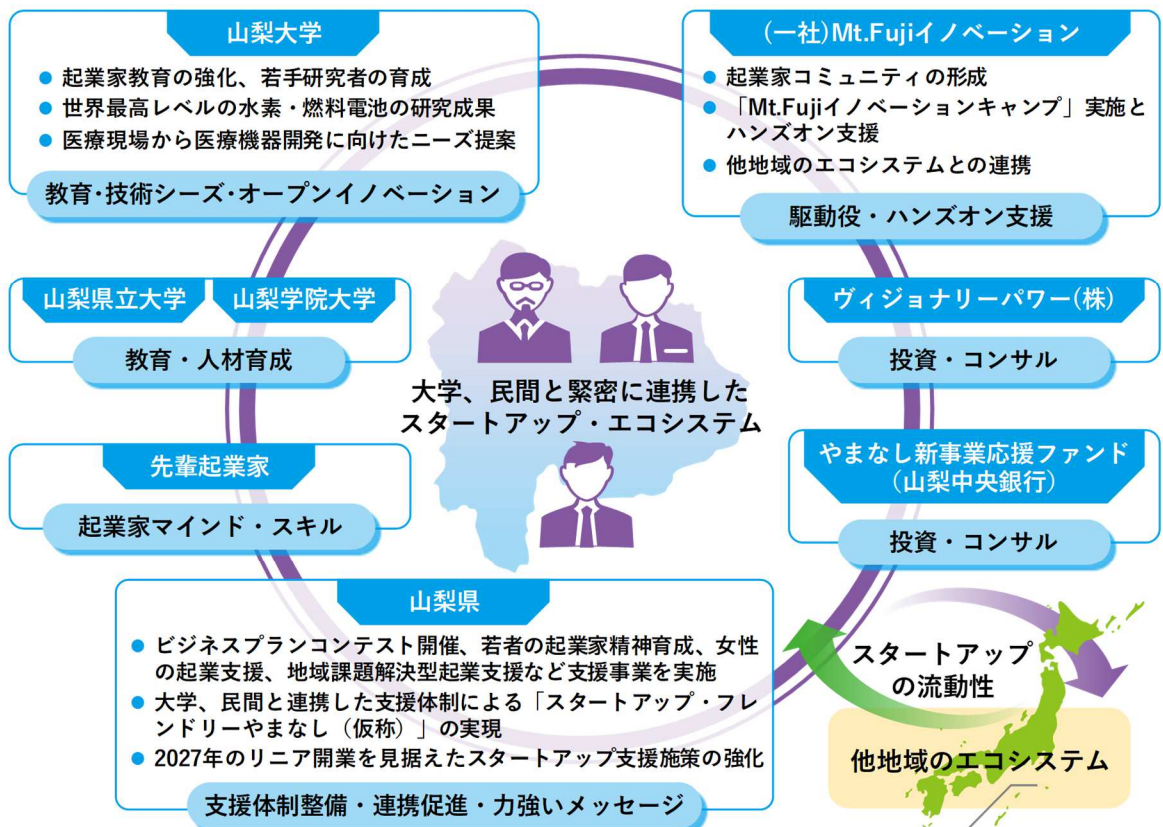 山梨大学
● 起業家教育の強化、若手研究者の育成
● 世界最高レベルの水素・燃料電池の研究成果
● 医療現場から医療機器開発に向けたニーズ提案
教育･技術シーズ･オープンイノベーション
(一社)Mt.Fujiイノベーション
● 起業家コミュニティの形成
● 「Mt.Fujiイノベーションキャンプ」実施と
ハンズオン支援
● 他地域のエコシステムとの連携
駆動役・ハンズオン支援
山梨県立大学
山梨学院大学
教育・人材育成
ヴィジョナリーパワー(株)
投資・コンサル
大学、民間と緊密に連携した
スタートアップ・エコシステム
先輩起業家
起業家マインド・スキル
やまなし新事業応援ファンド
(山梨中央銀行)
投資・コンサル
山梨県
● ビジネスプランコンテスト開催、若者の起業家精神育成、女性
の起業支援、地域課題解決型起業支援など支援事業を実施
● 大学、民間と連携した支援体制による「スタートアップ・フレ
ンドリーやまなし（仮称）」の実現
● 2027年のリニア開業を見据えたスタートアップ支援施策の強化
支援体制整備・連携促進・力強いメッセージ
スタートアップ
の流動性
他地域のエコシステム